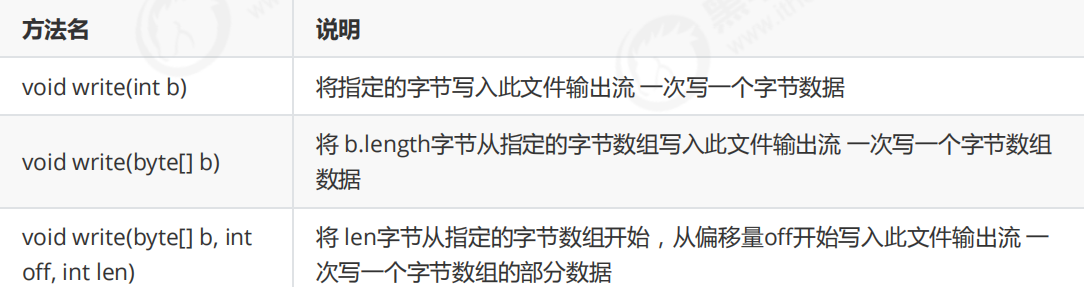 方法名 说明
void write(int b) 将指定的字节写入此文件输出流 一次写一个字节数据
void write(byte[] b) 将 b.length字节从指定的字节数组写入此文件输出流 一次写一个字节数组
数据
void write(byte[] b, int 将 len字节从指定的字节数组开始，从偏移量off开始写入此文件输出流 一
off, int len) 次写一个字节数组的部分数据